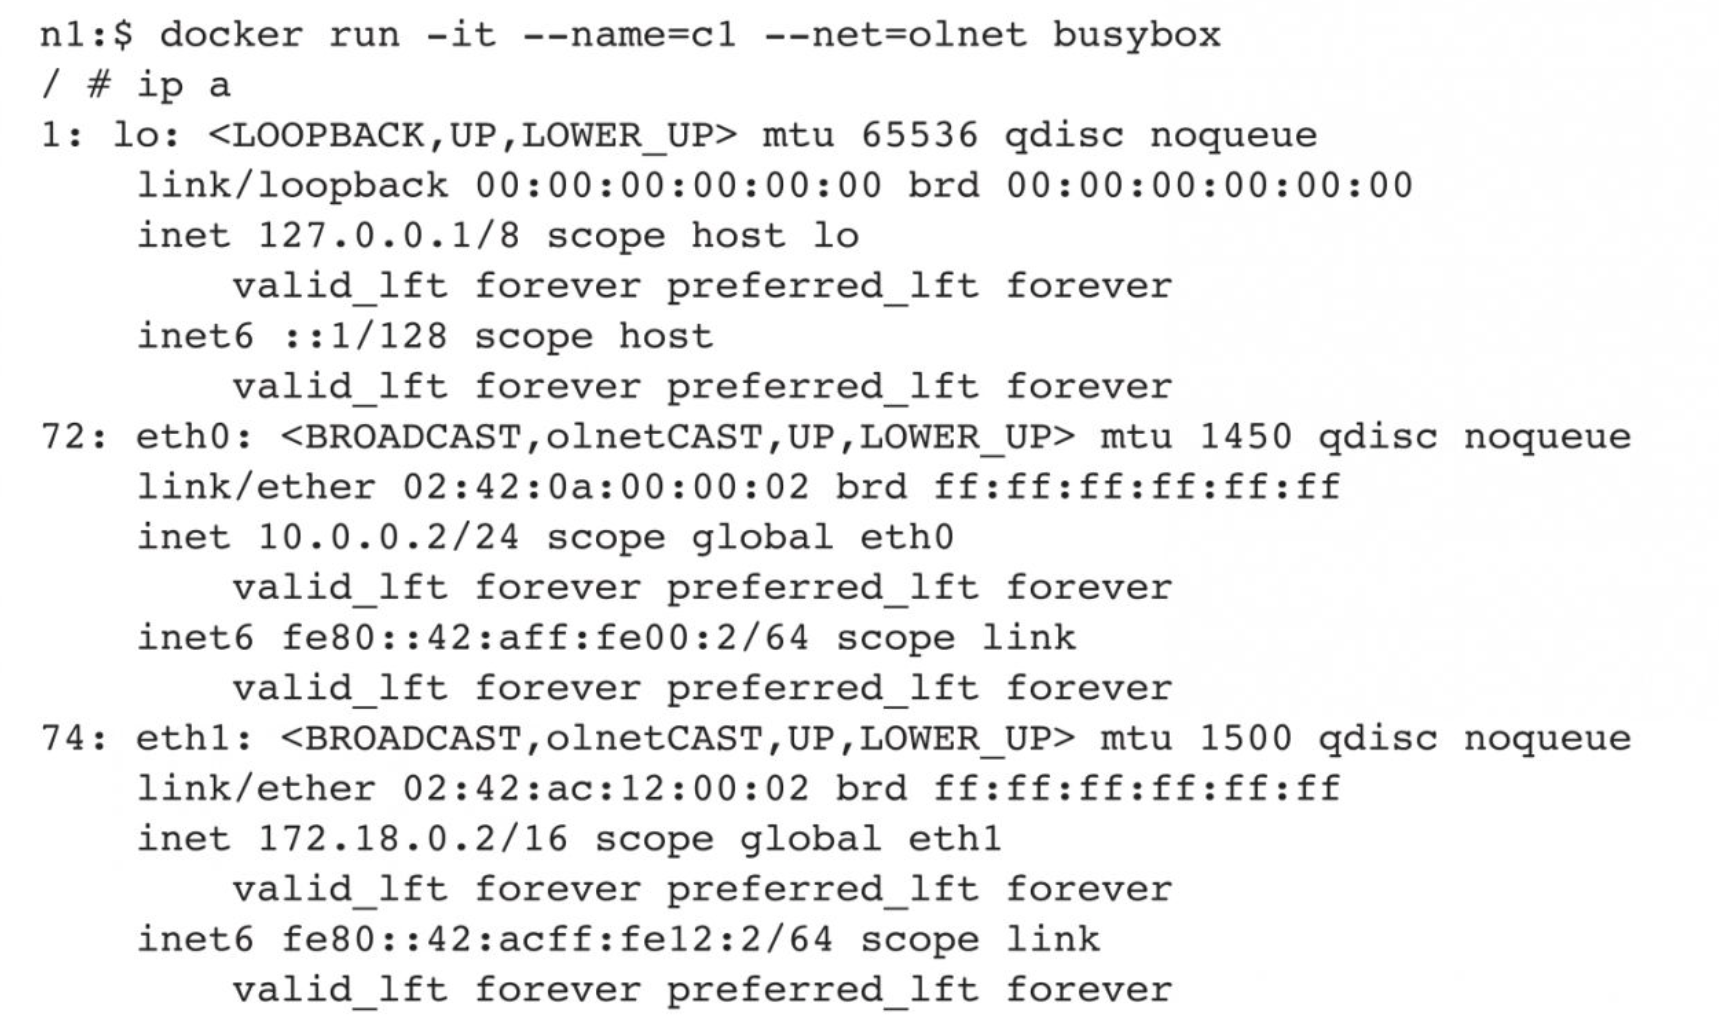 n1:$ docker run -it --name=c1 --net=olnet busybox
/ # ip a
1: lo: <LOOPBACK,UP,LOWER_UP> mtu 65536 qdisc noqueue
    link/loopback 00:00:00:00:00:00 brd 00:00:00:00:00:00
    inet 127.0.0.1/8 scope host lo
        valid_lft forever preferred_lft forever
    inet6 ::1/128 scope host
        valid_lft forever preferred_lft forever
72: eth0: <BROADCAST,olnetCAST,UP,LOWER_UP> mtu 1450 qdisc noqueue
    link/ether 02:42:0a:00:00:02 brd ff:ff:ff:ff:ff:ff
    inet 10.0.0.2/24 scope global eth0
        valid_lft forever preferred_lft forever
    inet6 fe80::42:aff:fe00:2/64 scope link
        valid_lft forever preferred_lft forever
74: eth1: <BROADCAST,olnetCAST,UP,LOWER_UP> mtu 1500 qdisc noqueue
    link/ether 02:42:ac:12:00:02 brd ff:ff:ff:ff:ff:ff
    inet 172.18.0.2/16 scope global eth1
        valid_lft forever preferred_lft forever
    inet6 fe80::42:acff:fe12:2/64 scope link
        valid_lft forever preferred_lft forever